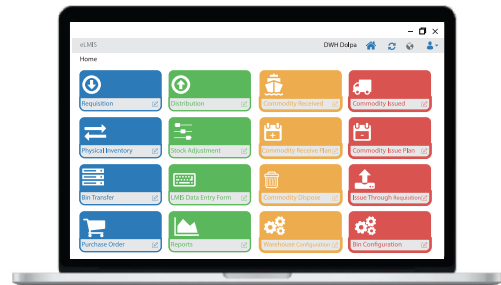 eLMIS
DWH Dolpa
Home
Requisition
Distribution
Commodity Received
Commodity Issued
Physical Inventory
Stock Adjustment
Commodity Receive Plan
Commodity Issue Plan
Bin Transfer
LMIS Data Entry Form
Commodity Dispose
Issue Through Requisition
Purchase Order
Reports
Warehouse Configuration
Bin Configuration